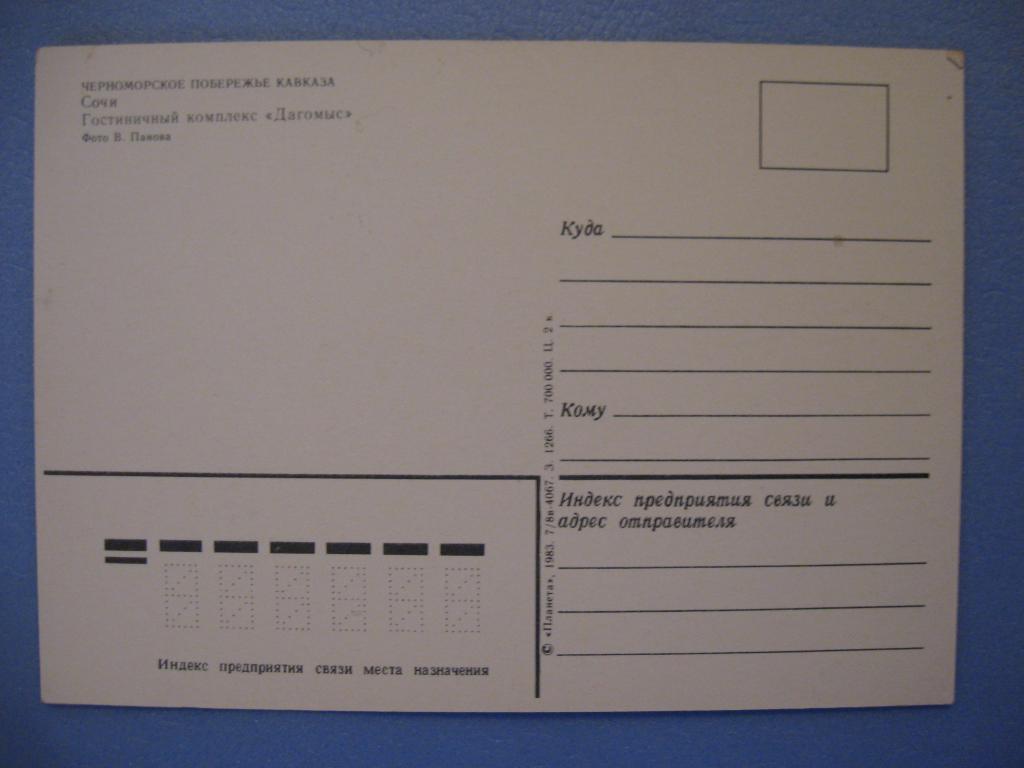 ЧЕРНОМОРСКОЕ ПОБЕРЕЖЬЕ КАВКАЗА
Сочи
Гостиничный комплекс «Дагомыс»
Фото В. Панова
Куда
Кому
© «Планета», 1983. 7/8в-4067. З. 1266. Т. 700 000. Ц. 2 к.
Индекс предприятия связи и
адрес отправителя
Индекс предприятия связи места назначения